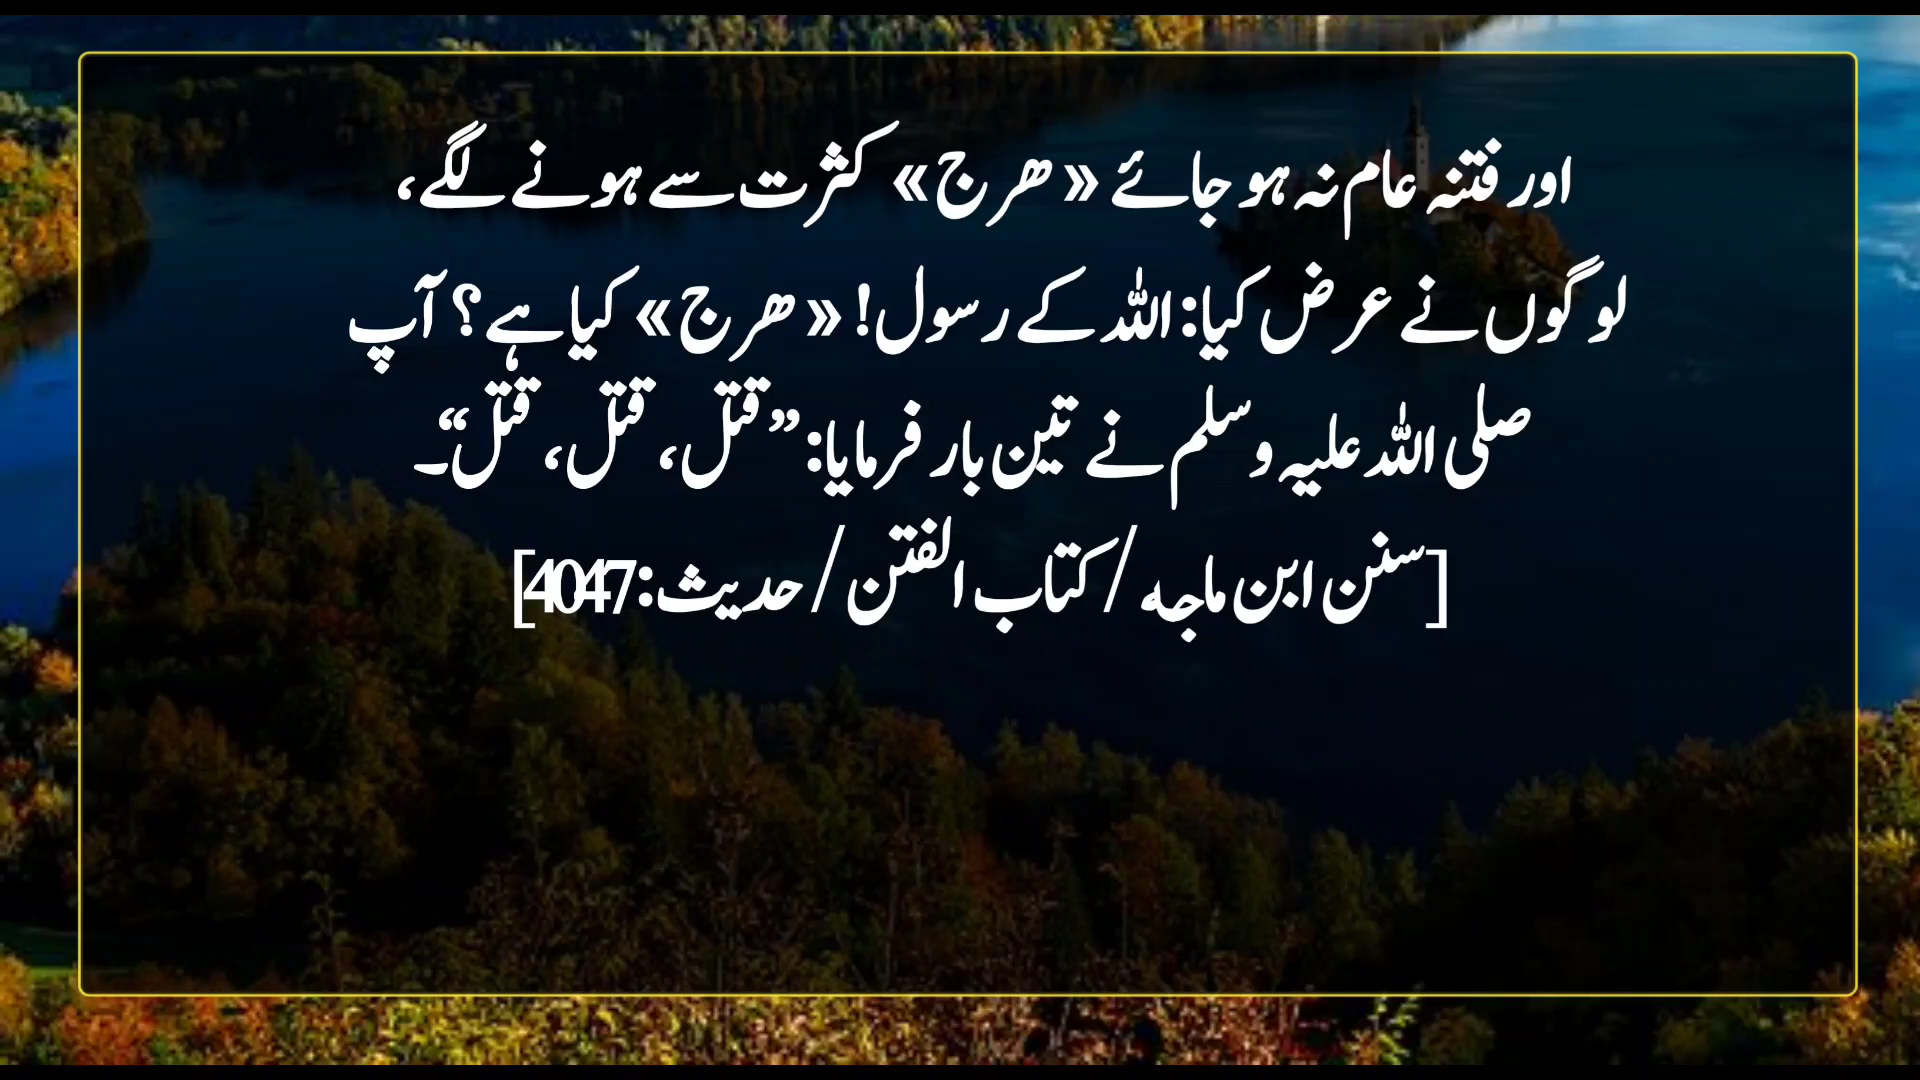 اور فتنہ عام نہ ہو جائے «ھرج» کثرت سے ہونے لگے،
لوگوں نے عرض کیا: اللہ کے رسول! «ھرج» کیا ہے؟ آپ
صلی اللہ علیہ وسلم نے تین بار فرمایا: ”قتل، قتل، قتل“۔
[سنن ابن ماجه/كتاب الفتن/حدیث: 4047]